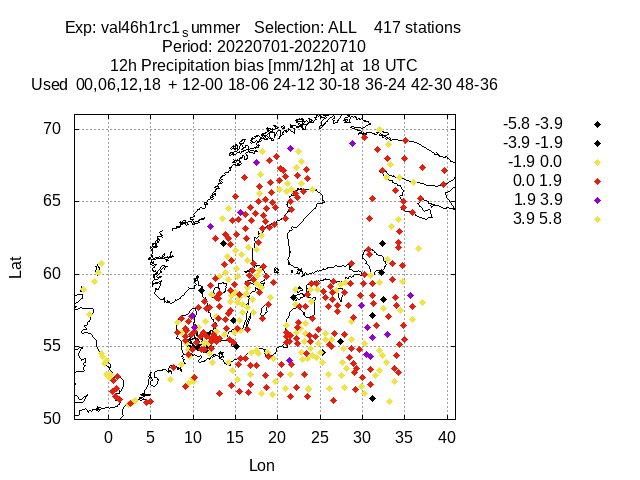 Exp: val46h1rc1summer Selection: ALL 417 stations
Period: 20220701-20220710
12h Precipitation bias [mm/12h] at 18 UTC
Used 00,06,12,18 + 12-00 18-06 24-12 30-18 36-24 42-30 48-36
-5.8 -3.9
-3.9 -1.9
-1.9 0.0
0.0 1.9
1.9 3.9
3.9 5.8
70
65
60
55
50
Lat
0 5 10 15 20 25 30 35 40
Lon